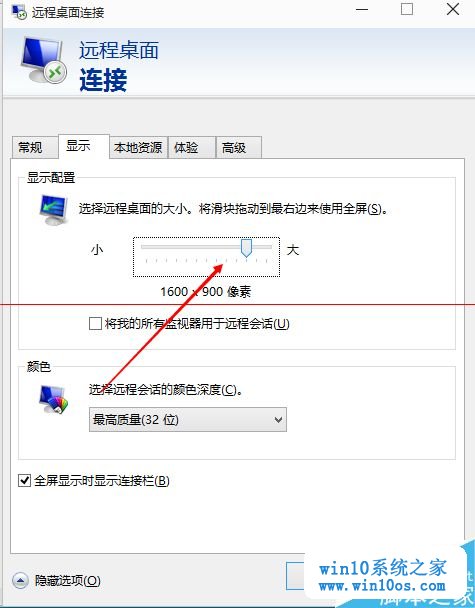 远程桌面连接
远程桌面
连接
常规 显示 本地资源 体验 高级
显示配置
选择远程桌面的大小。将滑块拖动到最右边来使用全屏(S)。
小 大
1600 x 900 像素
将我的所有监视器用于远程会话(U)
颜色
选择远程会话的颜色深度(C)。
最高质量(32 位)
全屏显示时显示连接栏(B)
隐藏选项(O)
win10系统之家
www.win10os.com
脚本之家